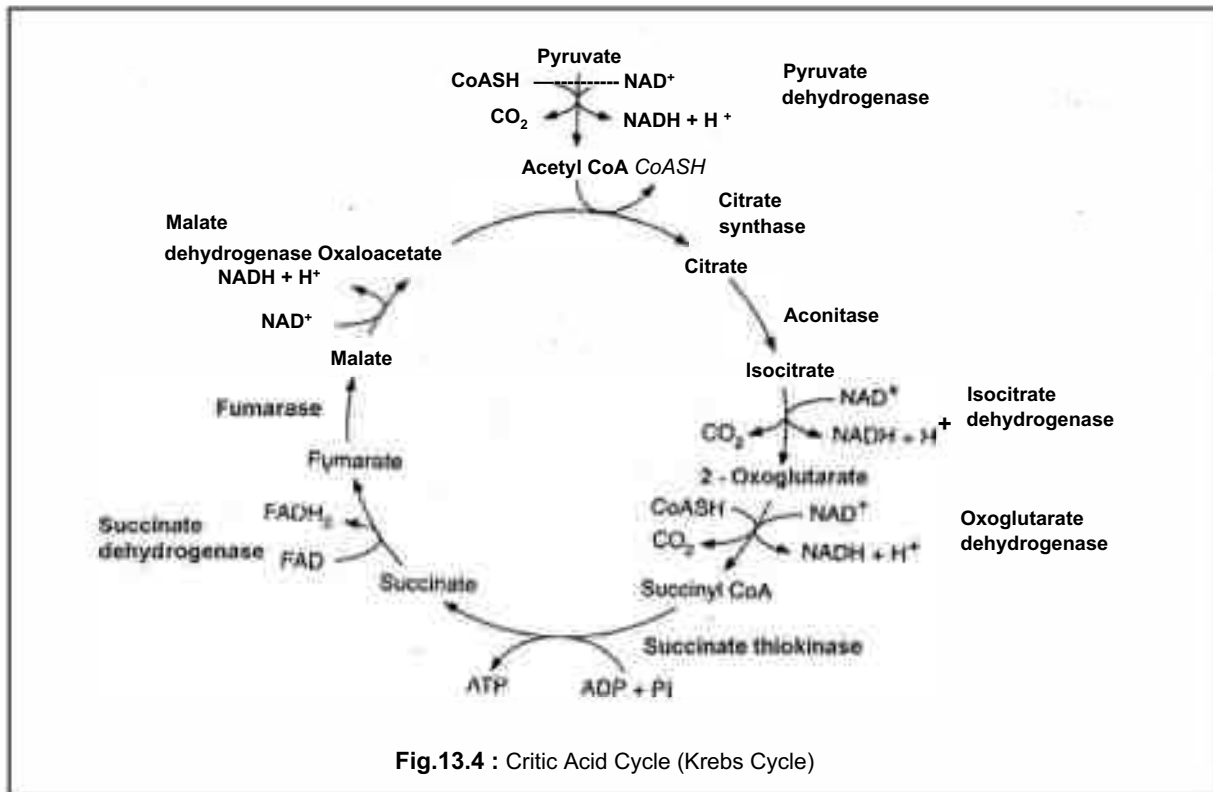 Pyruvate
CoASH NAD⁺
Pyruvate
dehydrogenase
CO₂ NADH + H ⁺
Acetyl CoA CoASH
Citrate
synthase
Malate
dehydrogenase Oxaloacetate
NADH + H⁺
Citrate
NAD⁺
Aconitase
Malate
Isocitrate
NAD⁺
Isocitrate
dehydrogenase
Fumarase
CO₂ NADH + H⁺
Fumarate
2 - Oxoglutarate
CoASH NAD⁺
Oxoglutarate
dehydrogenase
FADH₂
Succinate
dehydrogenase
CO₂ NADH + H⁺
FAD
Succinate
Succinyl CoA
Succinate thiokinase
ATP ADP + Pi
Fig.13.4 : Critic Acid Cycle (Krebs Cycle)